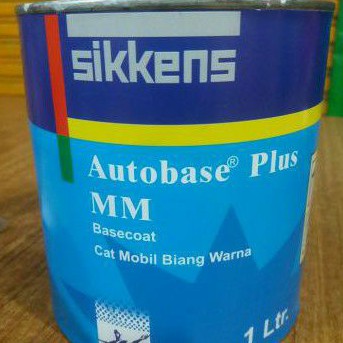 sikkens
Autobase® Plus
MM
Basecoat
Cat Mobil Biang Warna
1 Ltr.